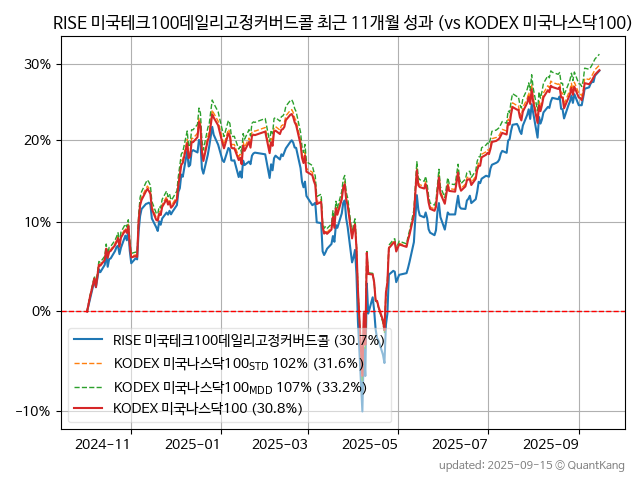 RISE 미국테크100데일리고정커버드콜 최근 11개월 성과 (vs KODEX 미국나스닥100)
30%
20%
10%
0%
−10%
RISE 미국테크100데일리고정커버드콜 (30.7%)
KODEX 미국나스닥100STD 102% (31.6%)
KODEX 미국나스닥100MDD 107% (33.2%)
KODEX 미국나스닥100 (30.8%)
2024-11 2025-01 2025-03 2025-05 2025-07 2025-09
updated: 2025-09-15 ⓒ QuantKang